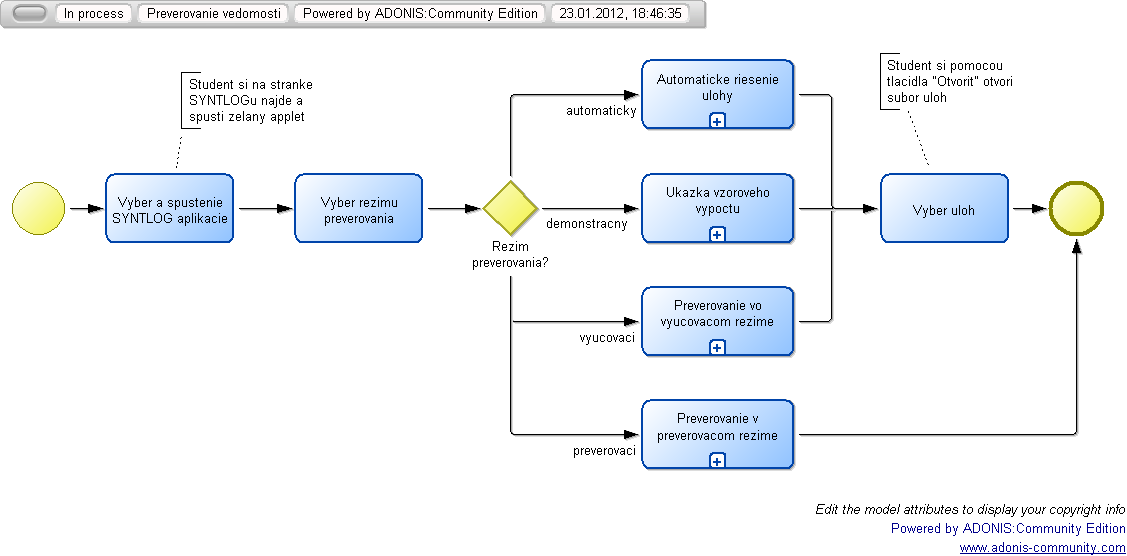 In process Preverovanie vedomosti Powered by ADONIS:Community Edition 23.01.2012, 18:46:35
Student si na stranke
SYNTLOGu najde a
spusti zelany applet
Vyber a spustenie
SYNTLOG aplikacie
Vyber rezimu
preverovania
Rezim
preverovania?
automaticky
Automaticke riesenie
ulohy
demonstracny
Ukazka vzoroveho
vypoctu
vyucovaci
Preverovanie vo
vyucovacom rezime
preverovaci
Preverovanie v
preverovacom rezime
Student si pomocou
tlacidla "Otvorit" otvori
subor uloh
Vyber uloh
Edit the model attributes to display your copyright info
Powered by ADONIS:Community Edition
www.adonis-community.com